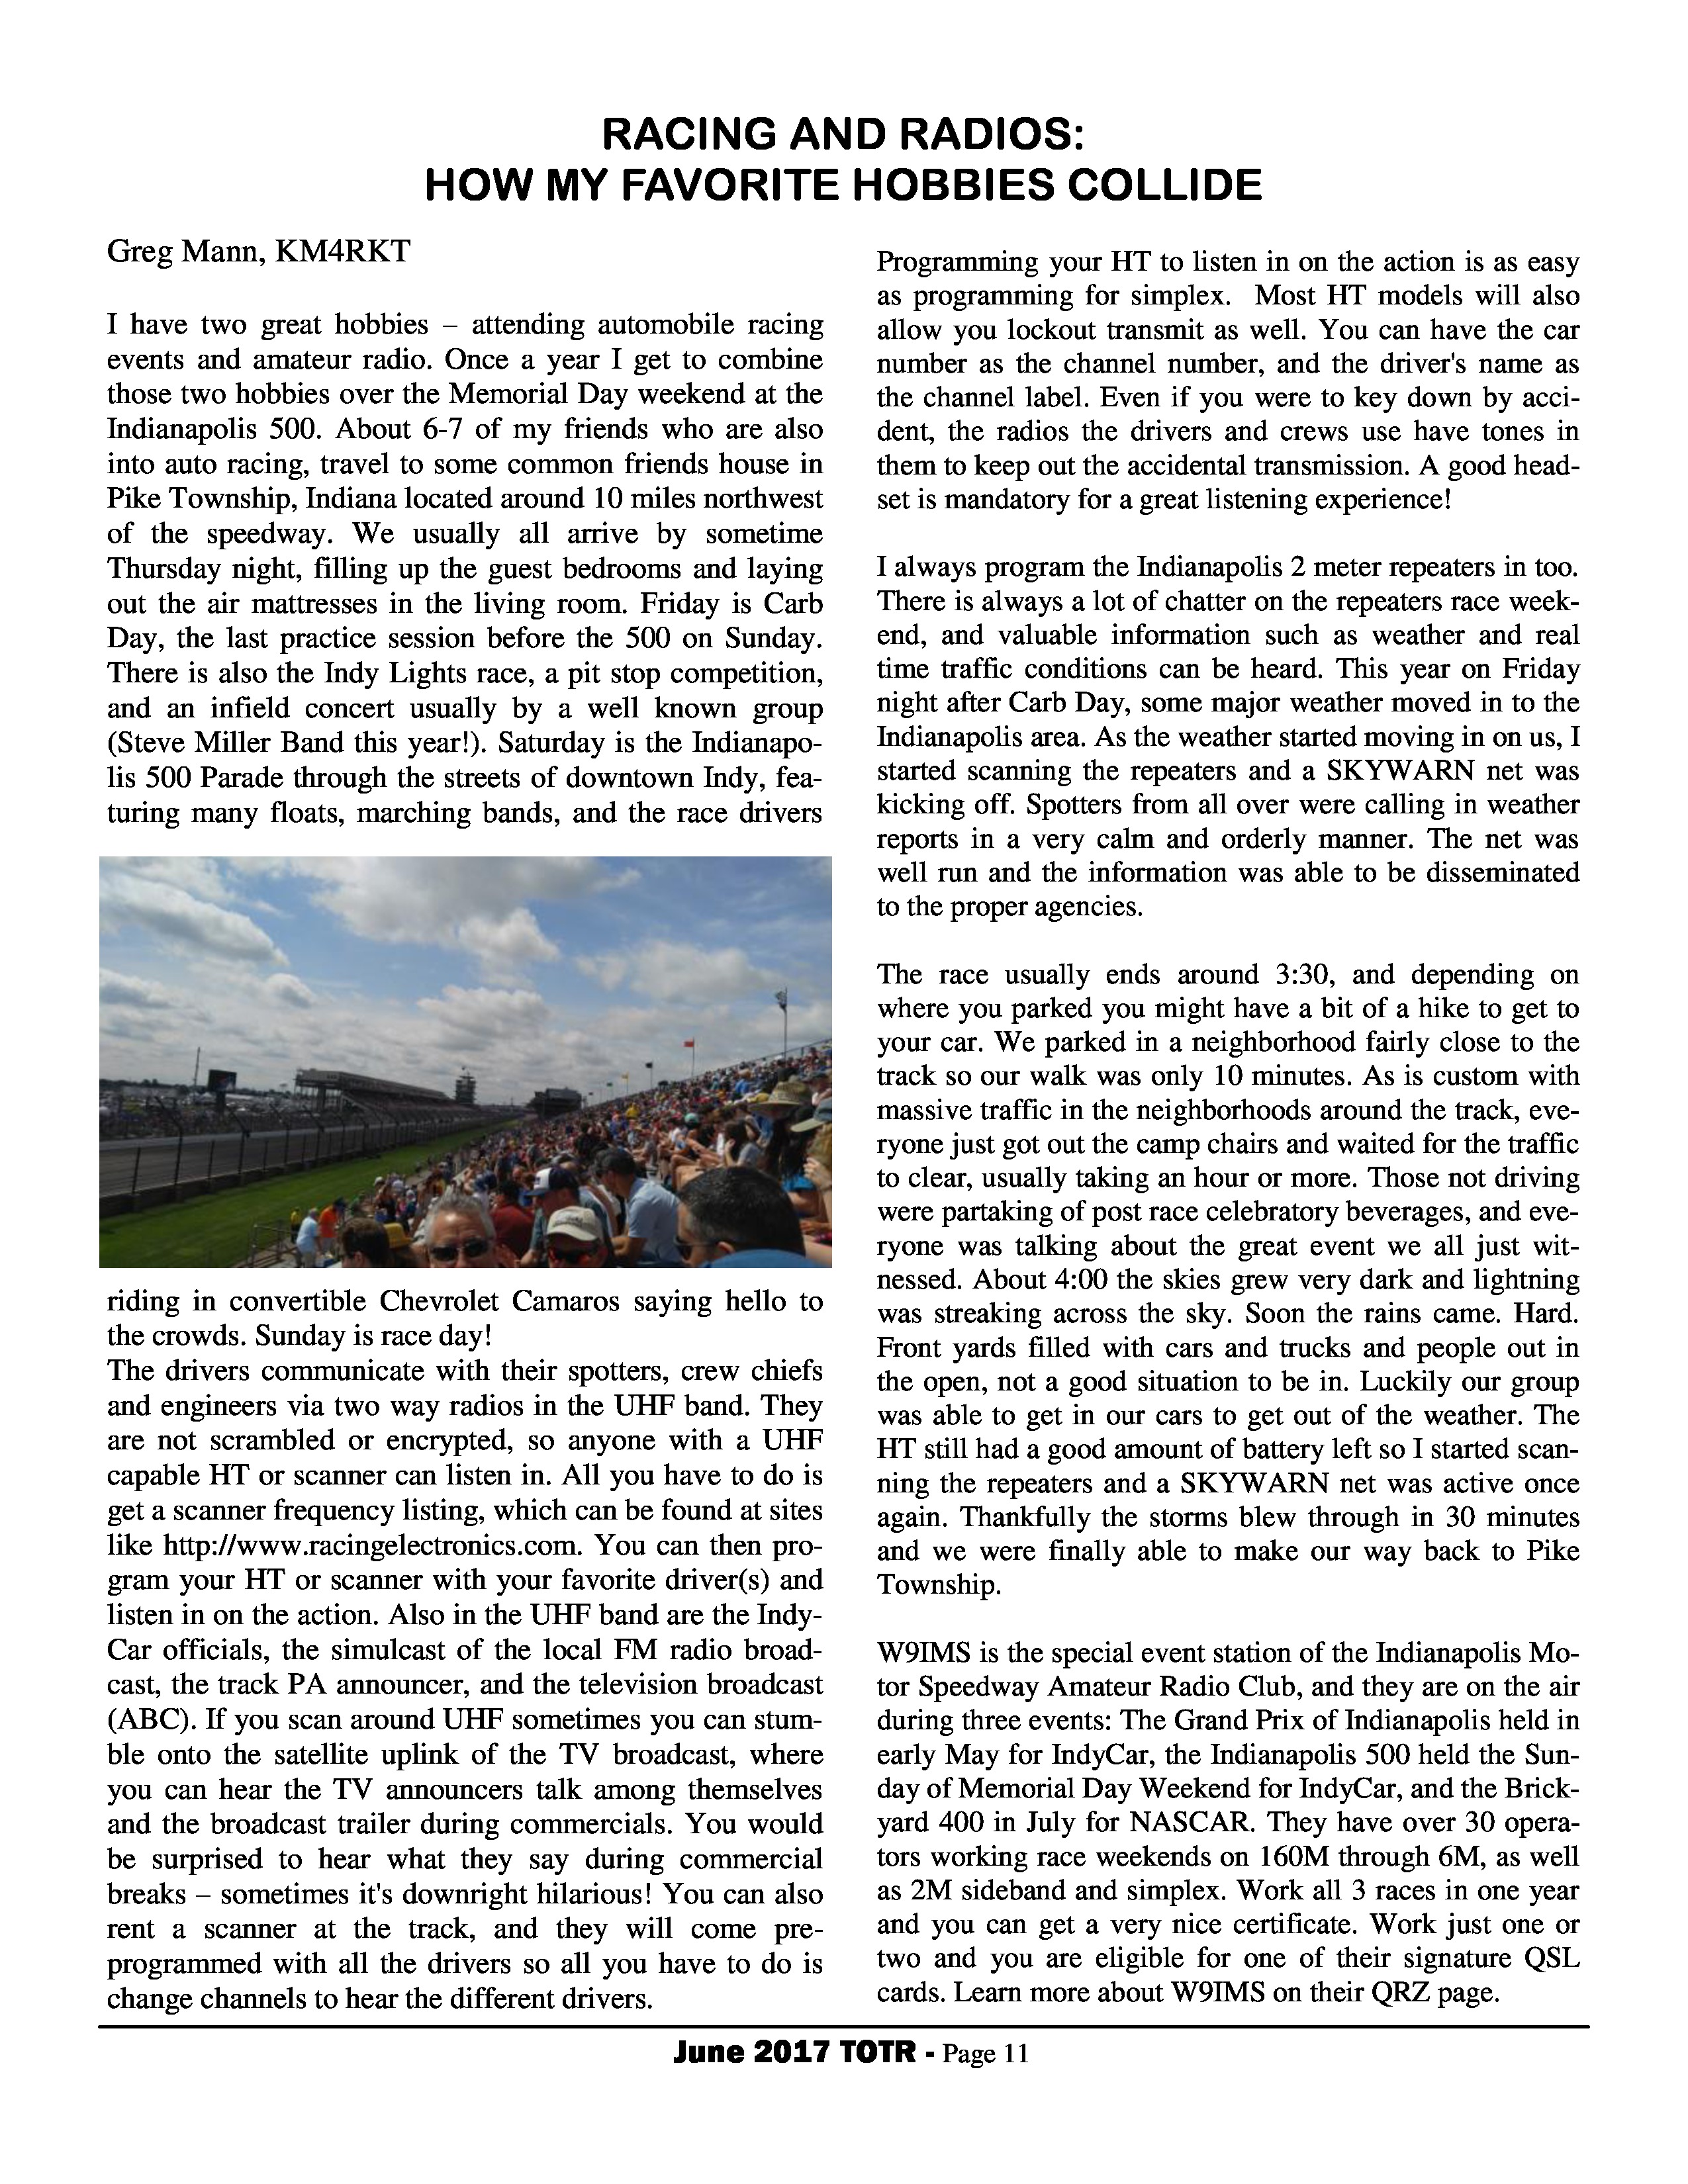 RACING AND RADIOS:
HOW MY FAVORITE HOBBIES COLLIDE
Greg Mann, KM4RKT
I have two great hobbies – attending automobile racing
events and amateur radio. Once a year I get to combine
those two hobbies over the Memorial Day weekend at the
Indianapolis 500. About 6-7 of my friends who are also
into auto racing, travel to some common friends house in
Pike Township, Indiana located around 10 miles northwest
of the speedway. We usually all arrive by sometime
Thursday night, filling up the guest bedrooms and laying
out the air mattresses in the living room. Friday is Carb
Day, the last practice session before the 500 on Sunday.
There is also the Indy Lights race, a pit stop competition,
and an infield concert usually by a well known group
(Steve Miller Band this year!). Saturday is the Indianapo-
lis 500 Parade through the streets of downtown Indy, fea-
turing many floats, marching bands, and the race drivers
riding in convertible Chevrolet Camaros saying hello to
the crowds. Sunday is race day!
The drivers communicate with their spotters, crew chiefs
and engineers via two way radios in the UHF band. They
are not scrambled or encrypted, so anyone with a UHF
capable HT or scanner can listen in. All you have to do is
get a scanner frequency listing, which can be found at sites
like http://www.racingelectronics.com. You can then pro-
gram your HT or scanner with your favorite driver(s) and
listen in on the action. Also in the UHF band are the Indy-
Car officials, the simulcast of the local FM radio broad-
cast, the track PA announcer, and the television broadcast
(ABC). If you scan around UHF sometimes you can stum-
ble onto the satellite uplink of the TV broadcast, where
you can hear the TV announcers talk among themselves
and the broadcast trailer during commercials. You would
be surprised to hear what they say during commercial
breaks – sometimes it's downright hilarious! You can also
rent a scanner at the track, and they will come pre-
programmed with all the drivers so all you have to do is
change channels to hear the different drivers.
Programming your HT to listen in on the action is as easy
as programming for simplex.  Most HT models will also
allow you lockout transmit as well. You can have the car
number as the channel number, and the driver's name as
the channel label. Even if you were to key down by acci-
dent, the radios the drivers and crews use have tones in
them to keep out the accidental transmission. A good head-
set is mandatory for a great listening experience!
I always program the Indianapolis 2 meter repeaters in too.
There is always a lot of chatter on the repeaters race week-
end, and valuable information such as weather and real
time traffic conditions can be heard. This year on Friday
night after Carb Day, some major weather moved in to the
Indianapolis area. As the weather started moving in on us, I
started scanning the repeaters and a SKYWARN net was
kicking off. Spotters from all over were calling in weather
reports in a very calm and orderly manner. The net was
well run and the information was able to be disseminated
to the proper agencies.
The race usually ends around 3:30, and depending on
where you parked you might have a bit of a hike to get to
your car. We parked in a neighborhood fairly close to the
track so our walk was only 10 minutes. As is custom with
massive traffic in the neighborhoods around the track, eve-
ryone just got out the camp chairs and waited for the traffic
to clear, usually taking an hour or more. Those not driving
were partaking of post race celebratory beverages, and eve-
ryone was talking about the great event we all just wit-
nessed. About 4:00 the skies grew very dark and lightning
was streaking across the sky. Soon the rains came. Hard.
Front yards filled with cars and trucks and people out in
the open, not a good situation to be in. Luckily our group
was able to get in our cars to get out of the weather. The
HT still had a good amount of battery left so I started scan-
ning the repeaters and a SKYWARN net was active once
again. Thankfully the storms blew through in 30 minutes
and we were finally able to make our way back to Pike
Township.
W9IMS is the special event station of the Indianapolis Mo-
tor Speedway Amateur Radio Club, and they are on the air
during three events: The Grand Prix of Indianapolis held in
early May for IndyCar, the Indianapolis 500 held the Sun-
day of Memorial Day Weekend for IndyCar, and the Brick-
yard 400 in July for NASCAR. They have over 30 opera-
tors working race weekends on 160M through 6M, as well
as 2M sideband and simplex. Work all 3 races in one year
and you can get a very nice certificate. Work just one or
two and you are eligible for one of their signature QSL
cards. Learn more about W9IMS on their QRZ page.
June 2017 TOTR - Page 11